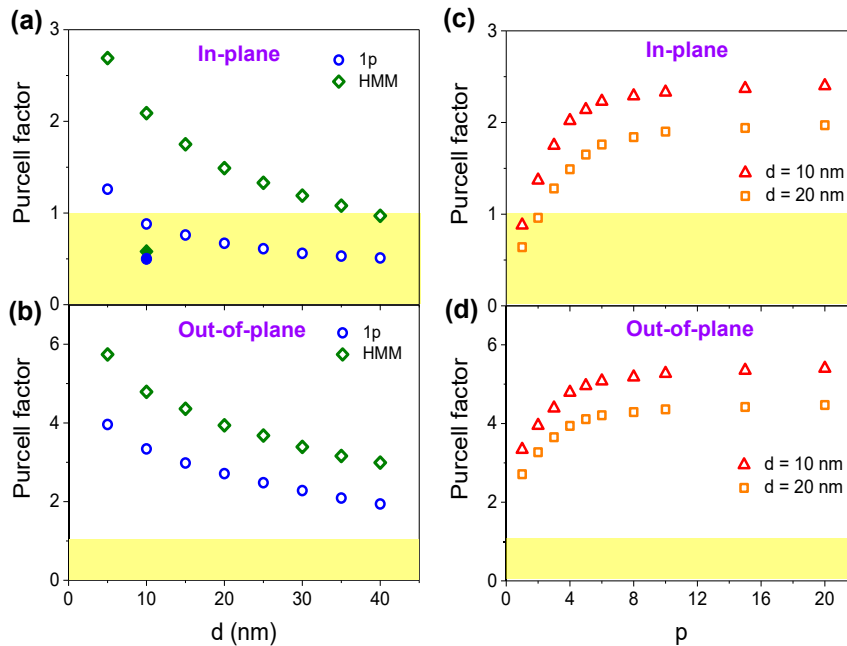 (a)
In-plane
1p
HMM
Purcell factor
3
2
1
0
(b)
Out-of-plane
1p
HMM
Purcell factor
6
4
2
0
0 10 20 30 40
d (nm)
(c)
In-plane
d = 10 nm
d = 20 nm
Purcell factor
3
2
1
0
(d)
Out-of-plane
d = 10 nm
d = 20 nm
Purcell factor
6
4
2
0
0 4 8 12 16 20
p